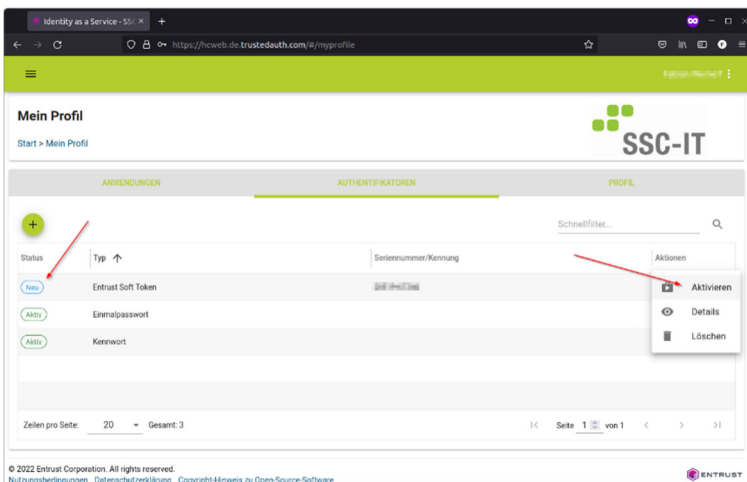 Identity as a Service - SSC
https://hcweb.de.trustedauth.com/#/myprofile
Mein Profil
Start > Mein Profil
SSC-IT
ANWENDUNGEN AUTHENTIFIKATOREN PROFIL
+
Schnellfilter...
Status Typ Seriennummer/Kennung Aktionen
Neu Entrust Soft Token Aktivieren
Aktiv Einmalpasswort Details
Aktiv Kennwort Löschen
Zeilen pro Seite: 20 Gesamt: 3 Seite 1 von 1
© 2022 Entrust Corporation. All rights reserved.
Nutzungsbedingungen Datenschutzerklärung Copyright-Hinweis zu Open-Source-Software
ENTRUST